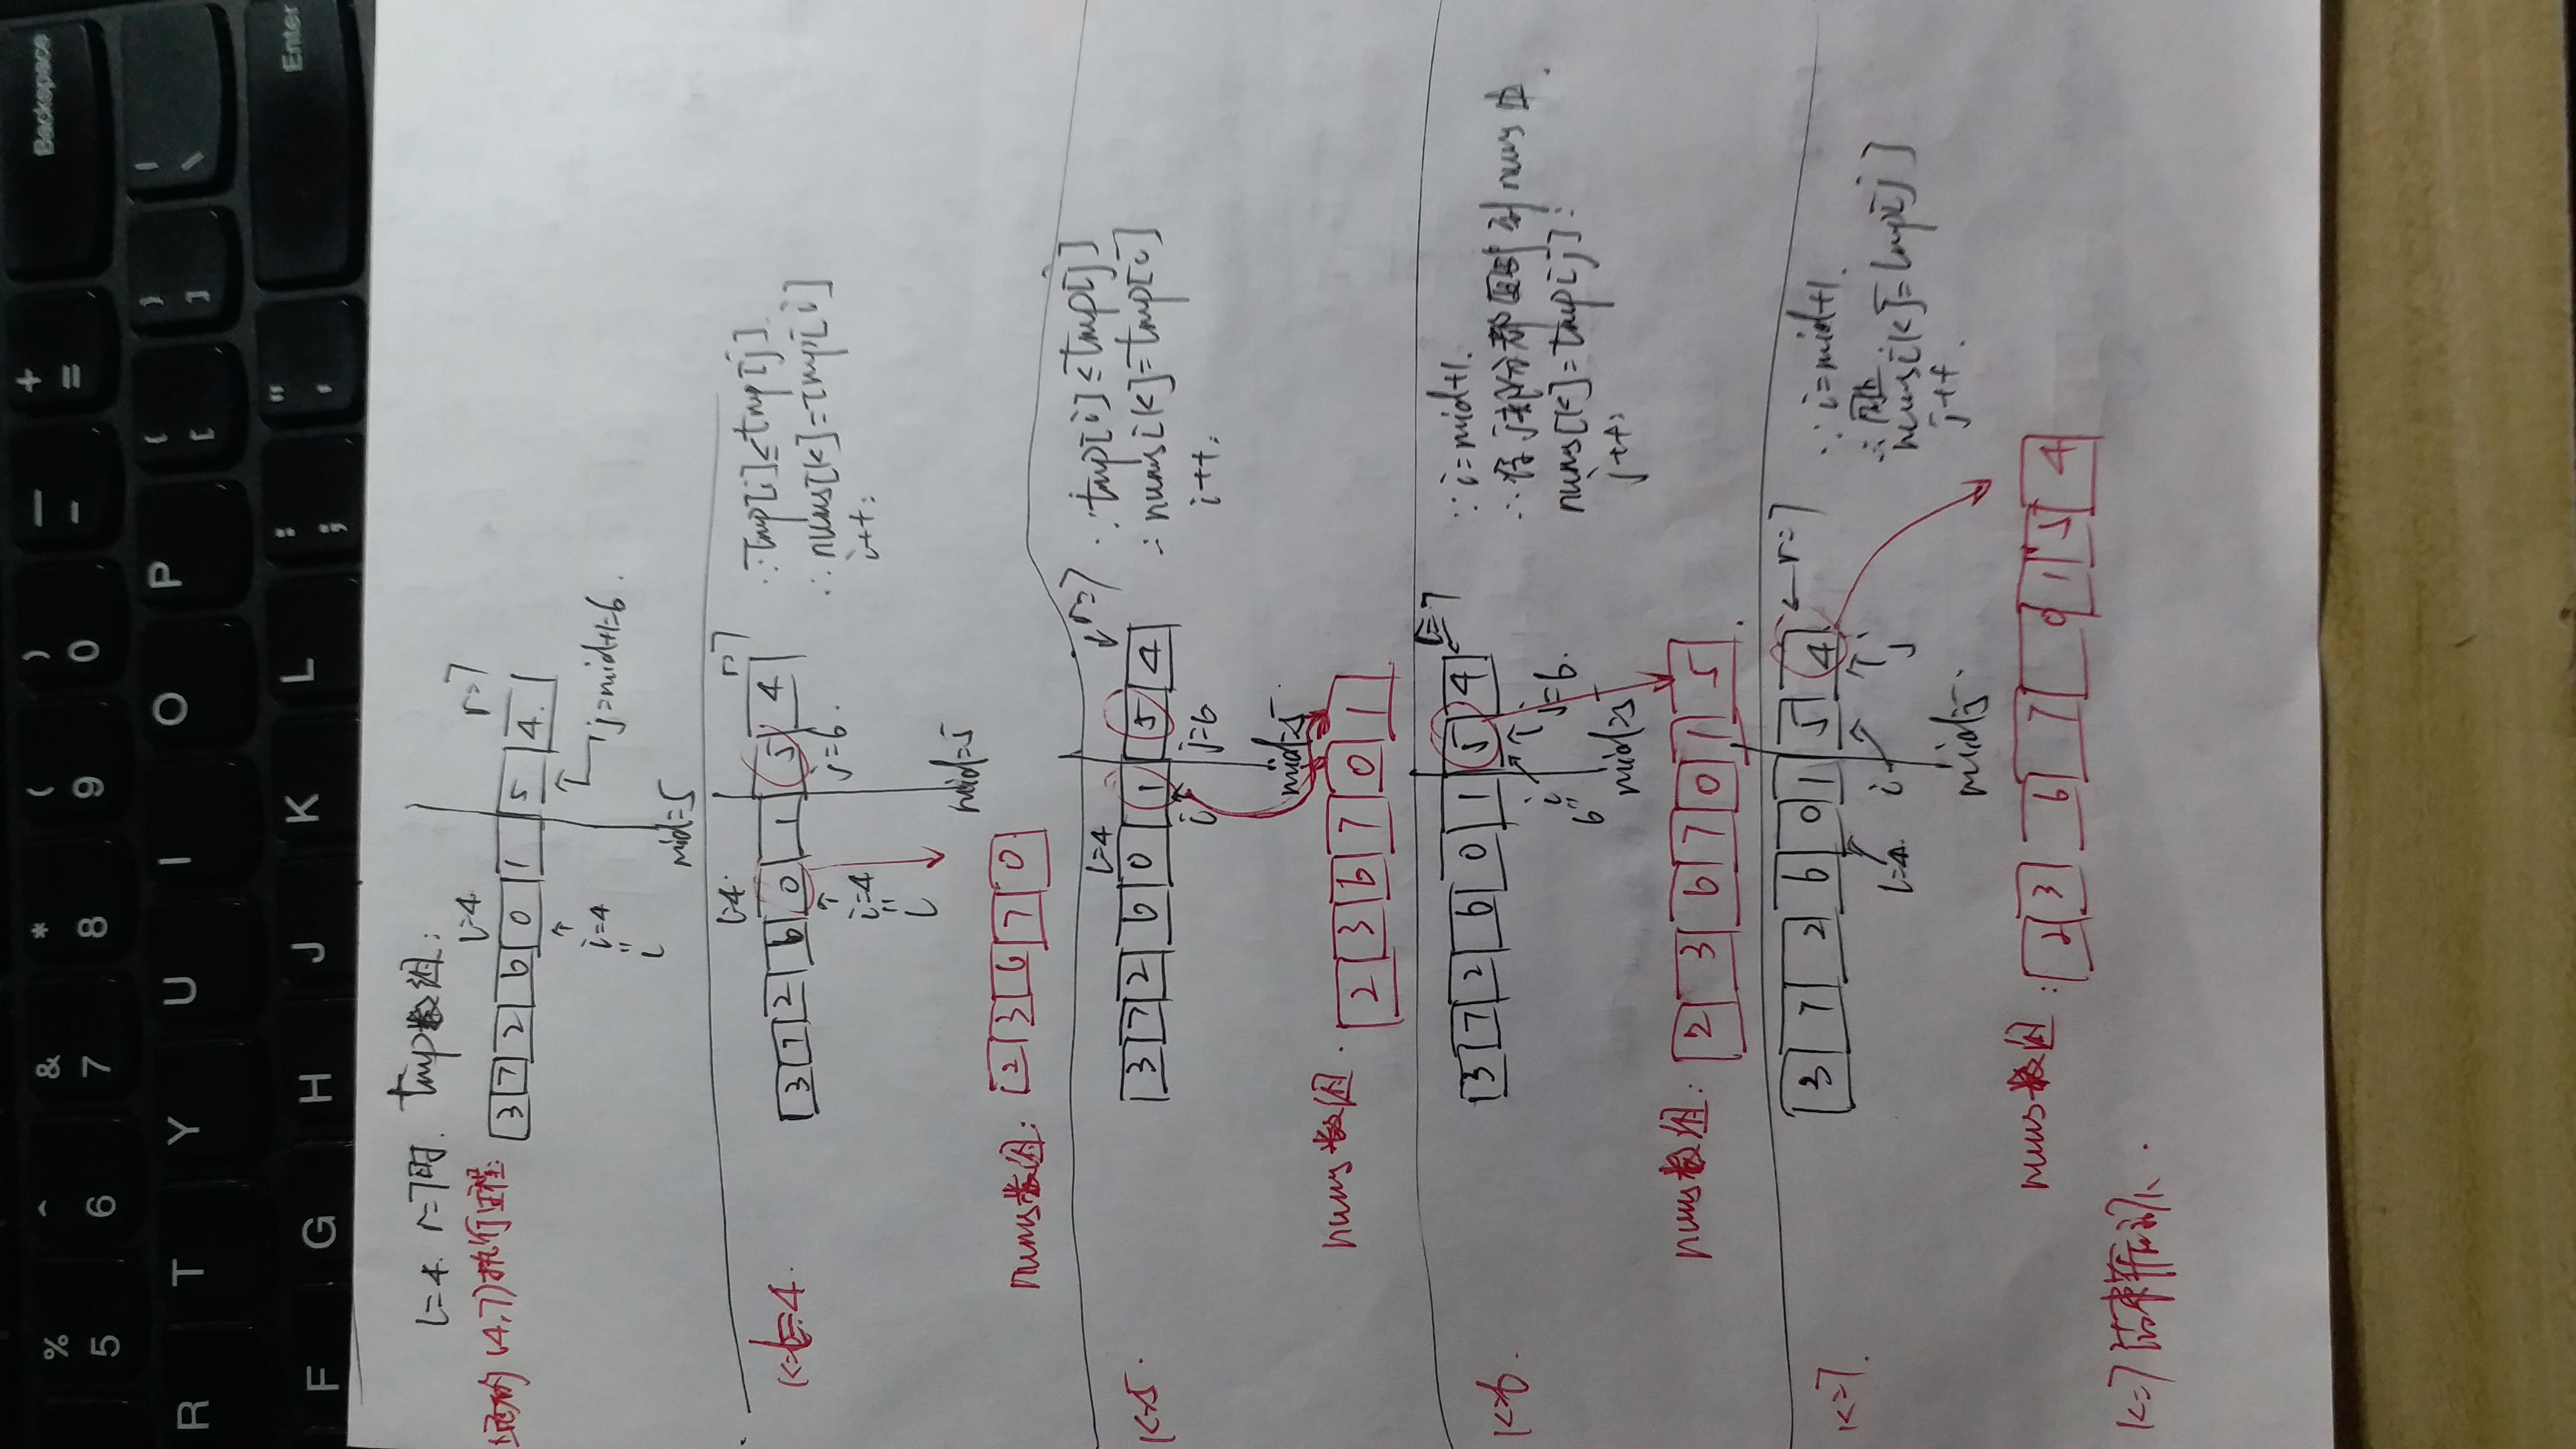 % ^ & * ( ) — +
5 6 7 8 9 0 - = Backspace
R T Y U I O P { [ } ] | \
F G H J K L : ; " ' Enter
l=4. r=7时. tmp数组:
(4,7)执行过程:
l=4 r=7
3 7 2 6 0 1 5 4
i=4 j=mid+1=6.
"
l
mid=5
k=l=4.
l=4 r=7
3 7 2 6 0 1 5 4
∵tmp[i]≤tmp[j]
∴nums[k]=tmp[i]
i++;
i=4 j=6.
"
l
mid=5
nums数组: 2 3 6 7 0
k=5.
l=4 r=7
3 7 2 6 0 1 5 4
∵tmp[i]≤tmp[j]
∴nums[k]=tmp[i]
i++;
i j=6
mid=5
nums数组. 2 3 6 7 0 1
k=6.
3 7 2 6 0 1 5 4
=7
∵i=mid+1.
∴将j部分都 到nums中.
nums[k]=tmp[j];
j++;
i j=6.
"
6
mid=5
nums数组: 2 3 6 7 0 1 5
k=7.
3 7 2 6 0 1 5 4 ←r=7
∵i=mid+1.
∴同上
nums[k]=tmp[j]
j++.
l=4. i j
mid=5.
nums数组: 2 3 6 7 0 1 5 4
k=7结束